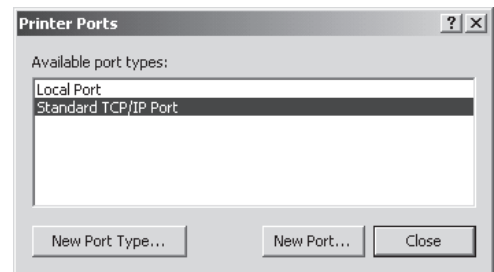 Printer Ports
Available port types:
Local Port
Standard TCP/IP Port
New Port Type... New Port... Close